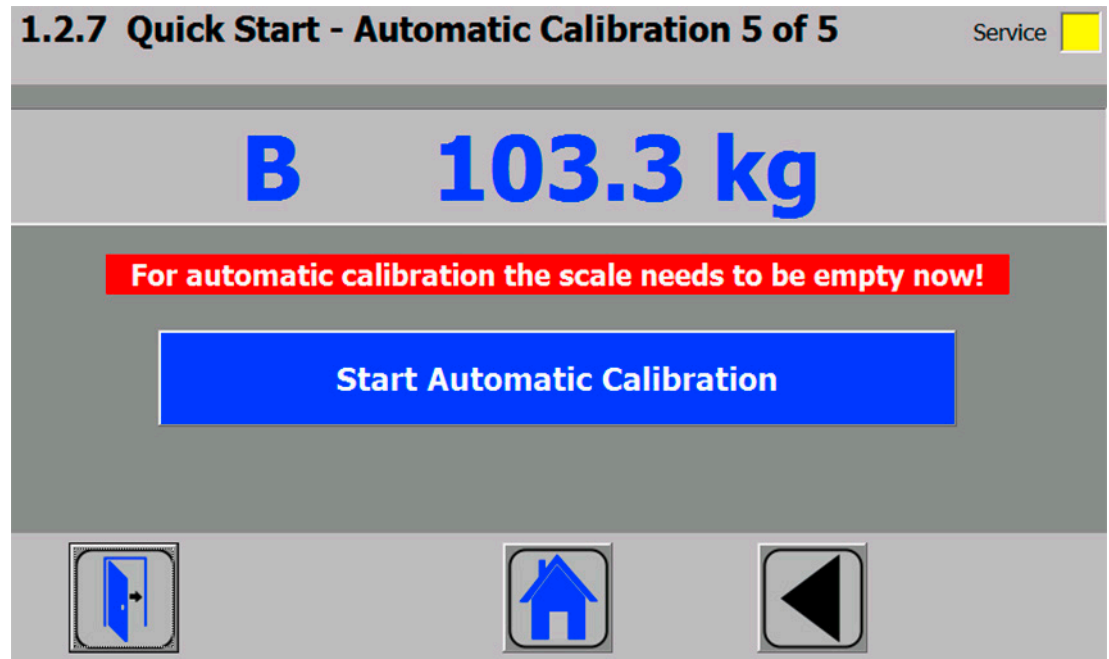 1.2.7 Quick Start - Automatic Calibration 5 of 5
Service
B 103.3 kg
For automatic calibration the scale needs to be empty now!
Start Automatic Calibration